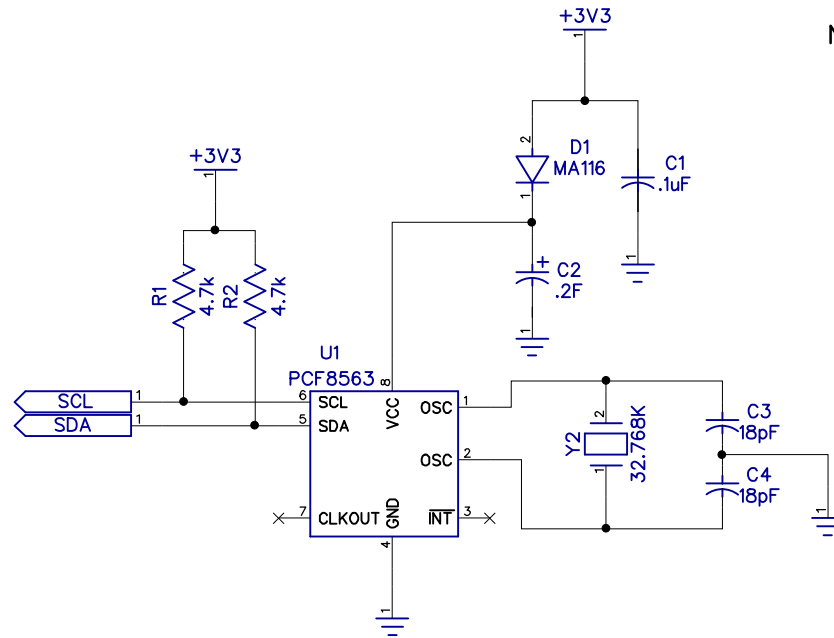 +3V3
1
N
2
D1
MA116
1
C1
.1uF
1
+3V3
1
C2
.2F
1
R1
4.7k
R2
4.7k
U1
PCF8563
8
SCL
1
6
SCL
VCC
OSC
1
SDA
1
5
SDA
OSC
2
7
CLKOUT
GND
INT
3
4
1
2
Y2
32.768K
1
C3
18pF
C4
18pF
1